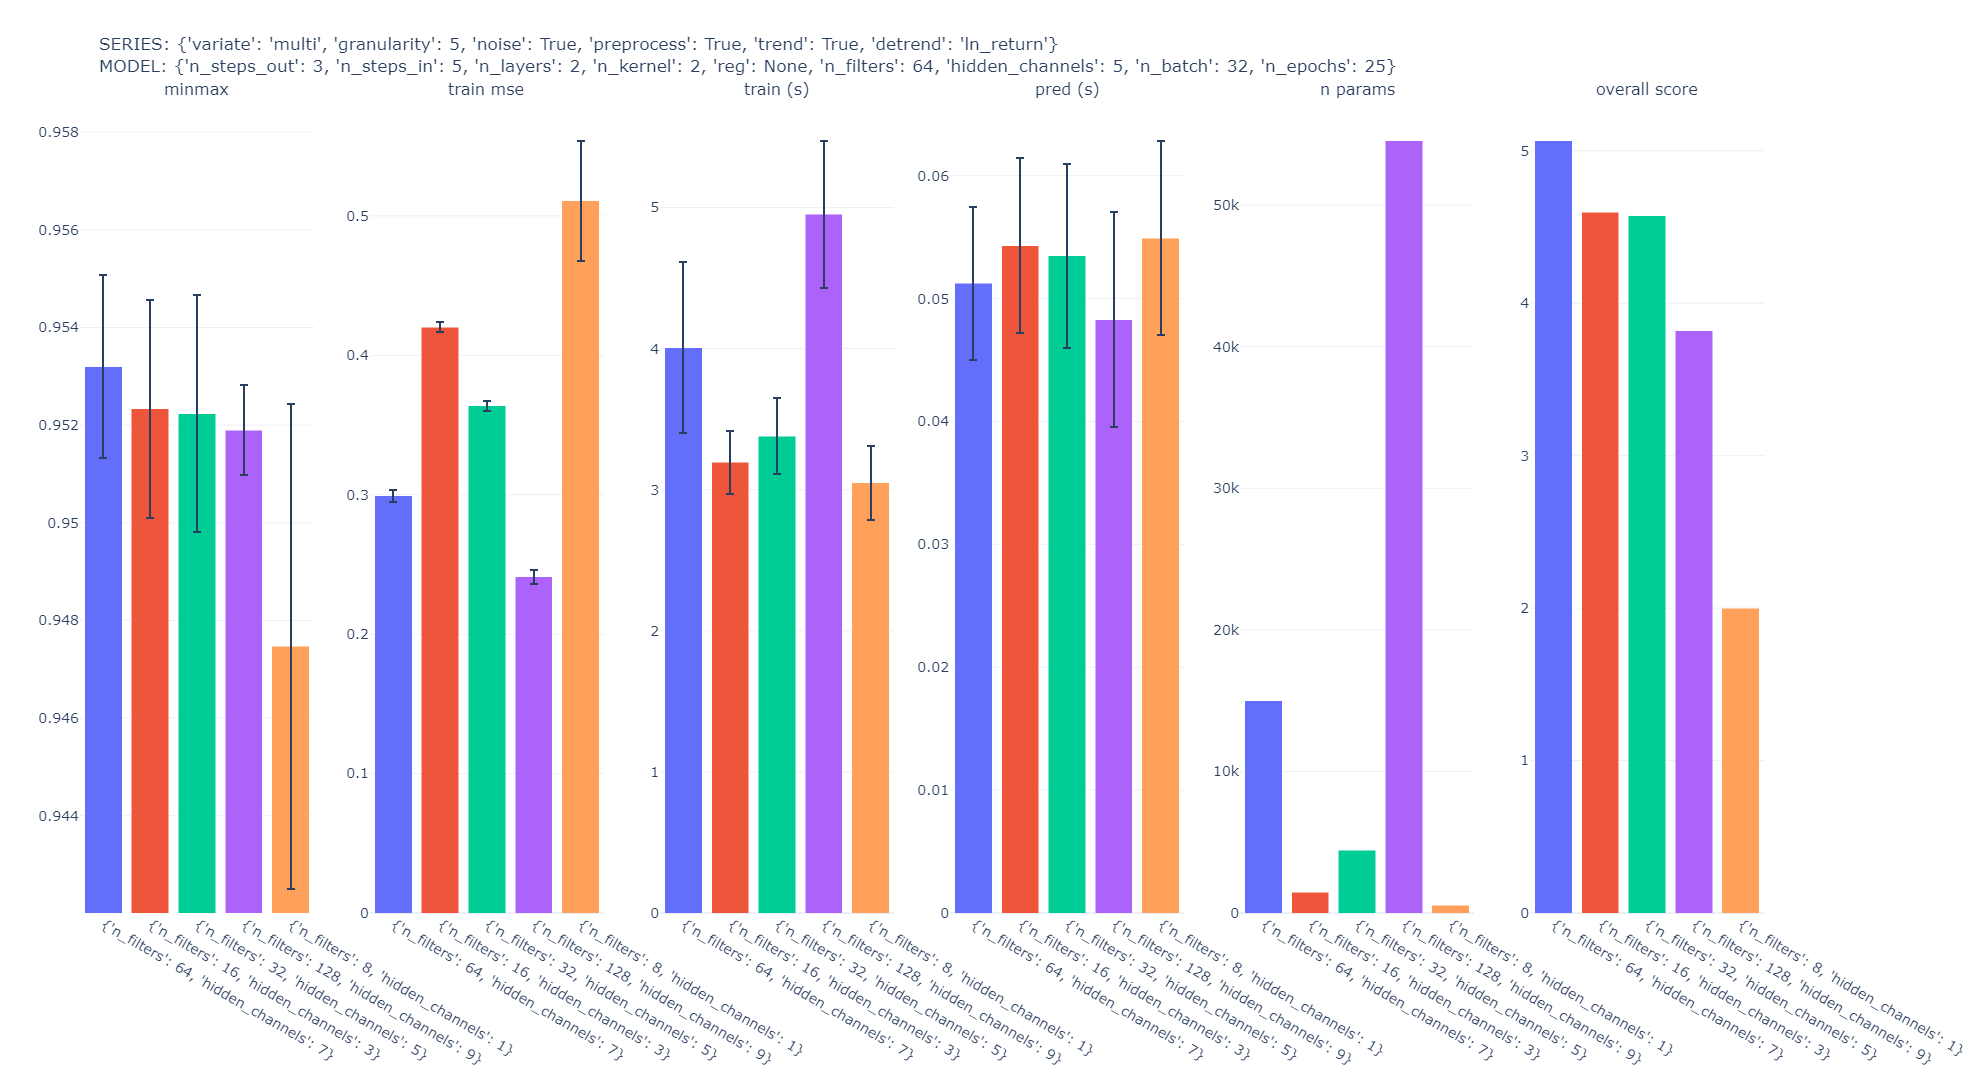 SERIES: {'variate': 'multi', 'granularity': 5, 'noise': True, 'preprocess': True, 'trend': True, 'detrend': 'ln_return'}
MODEL: {'n_steps_out': 3, 'n_steps_in': 5, 'n_layers': 2, 'n_kernel': 2, 'reg': None, 'n_filters': 64, 'hidden_channels': 5, 'n_batch': 32, 'n_epochs': 25}
minmax
0.958
0.956
0.954
0.952
0.95
0.948
0.946
0.944
{'n_filters': 64, 'hidden_channels': 7}
{'n_filters': 16, 'hidden_channels': 3}
{'n_filters': 32, 'hidden_channels': 5}
{'n_filters': 128, 'hidden_channels': 9}
{'n_filters': 8, 'hidden_channels': 1}
train mse
0.5
0.4
0.3
0.2
0.1
0
{'n_filters': 64, 'hidden_channels': 7}
{'n_filters': 16, 'hidden_channels': 3}
{'n_filters': 32, 'hidden_channels': 5}
{'n_filters': 128, 'hidden_channels': 9}
{'n_filters': 8, 'hidden_channels': 1}
train (s)
5
4
3
2
1
0
{'n_filters': 64, 'hidden_channels': 7}
{'n_filters': 16, 'hidden_channels': 3}
{'n_filters': 32, 'hidden_channels': 5}
{'n_filters': 128, 'hidden_channels': 9}
{'n_filters': 8, 'hidden_channels': 1}
pred (s)
0.06
0.05
0.04
0.03
0.02
0.01
0
{'n_filters': 64, 'hidden_channels': 7}
{'n_filters': 16, 'hidden_channels': 3}
{'n_filters': 32, 'hidden_channels': 5}
{'n_filters': 128, 'hidden_channels': 9}
{'n_filters': 8, 'hidden_channels': 1}
n params
50k
40k
30k
20k
10k
0
{'n_filters': 64, 'hidden_channels': 7}
{'n_filters': 16, 'hidden_channels': 3}
{'n_filters': 32, 'hidden_channels': 5}
{'n_filters': 128, 'hidden_channels': 9}
{'n_filters': 8, 'hidden_channels': 1}
overall score
5
4
3
2
1
0
{'n_filters': 64, 'hidden_channels': 7}
{'n_filters': 16, 'hidden_channels': 3}
{'n_filters': 32, 'hidden_channels': 5}
{'n_filters': 128, 'hidden_channels': 9}
{'n_filters': 8, 'hidden_channels': 1}